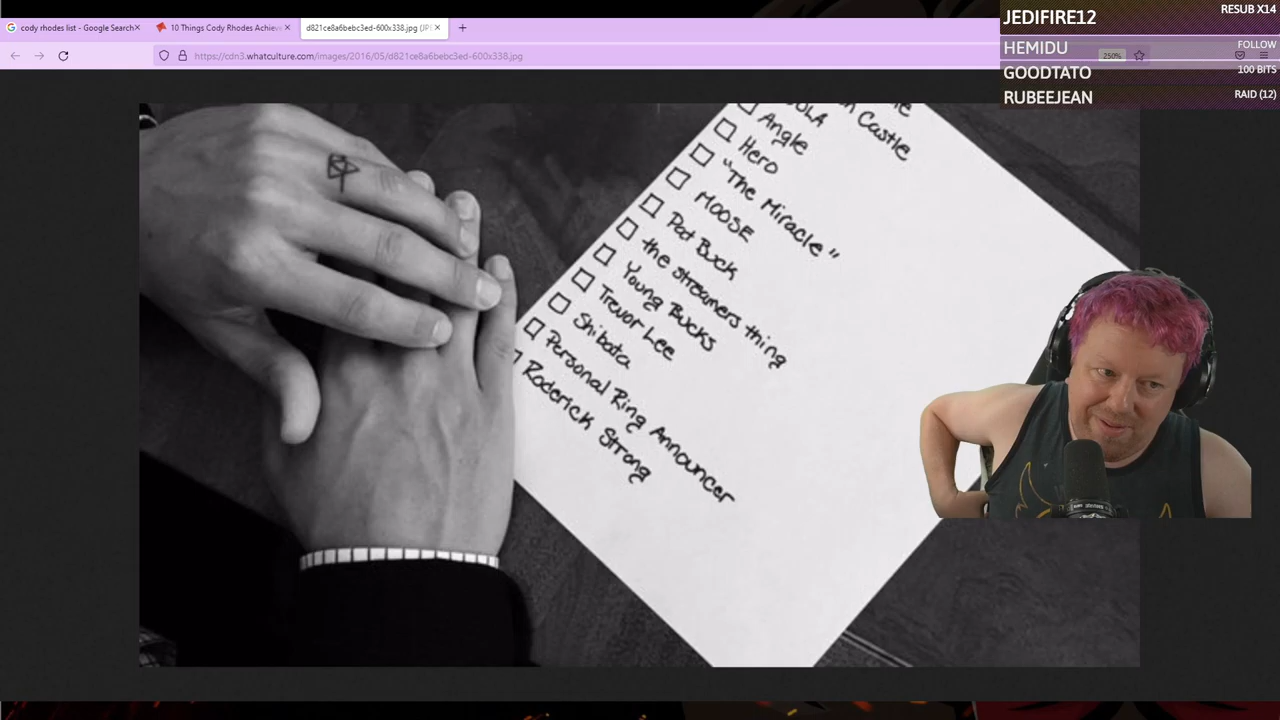 cody rhodes list - Google Search
10 Things Cody Rhodes Achiev
d821ce8a6bebc3ed-600x338.jpg (JPE
https://cdn3.whatculture.com/images/2016/05/d821ce8a6bebc3ed-600x338.jpg
250%
JEDIFIRE12
RESUB X14
HEMIDU
FOLLOW
GOODTATO
100 BITS
RUBEEJEAN
RAID (12)
Castle
Angle
Hero
"The Miracle"
MOOSE
Pat Buck
the streamers thing
Young Bucks
Trevor Lee
Shibata
Personal Ring Announcer
Roderick Strong